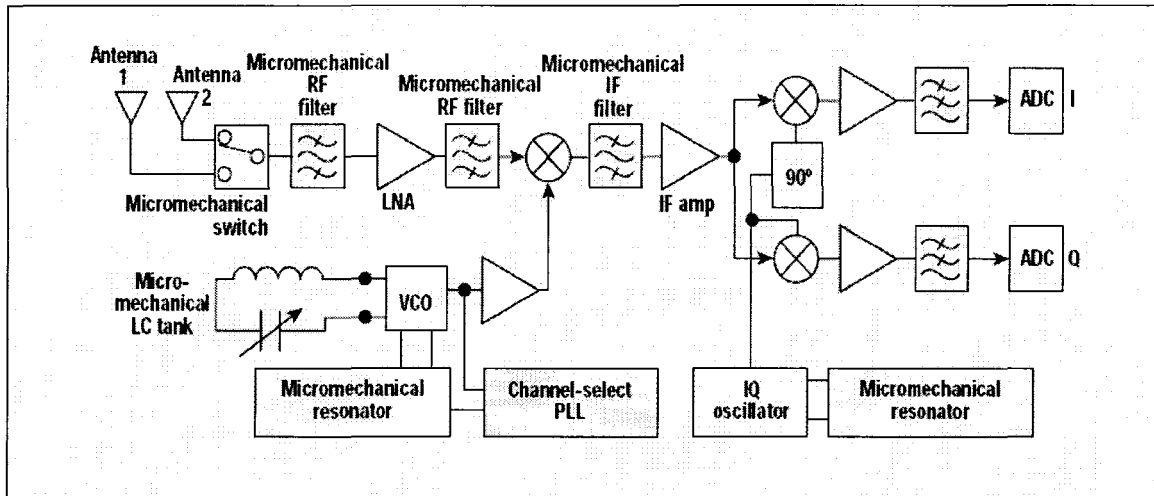 Antenna
1
Antenna
2
Micromechanical
RF
filter
Micromechanical
RF filter
Micromechanical
IF
filter
ADC I
Micromechanical
switch
LNA
IF amp
90º
Micro-
mechanical
LC tank
VCO
ADC Q
Micromechanical
resonator
Channel-select
PLL
IQ
oscillator
Micromechanical
resonator